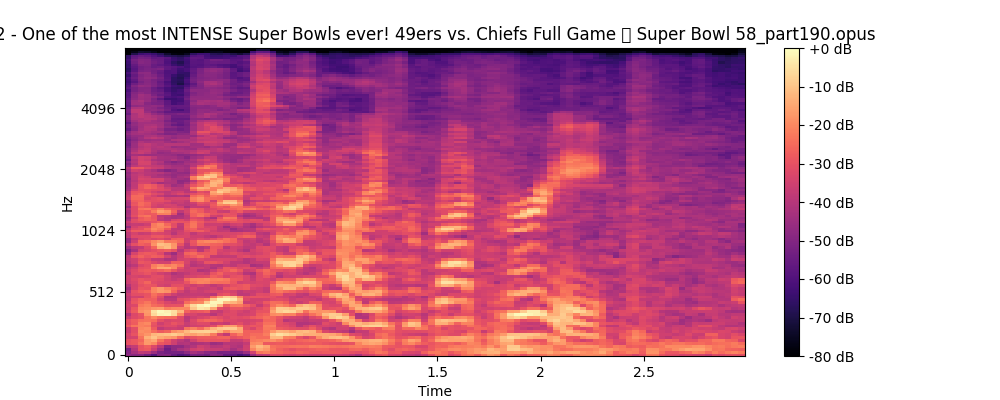 2 - One of the most INTENSE Super Bowls ever! 49ers vs. Chiefs Full Game  Super Bowl 58_part190.opus
+0 dB
-10 dB
-20 dB
-30 dB
-40 dB
-50 dB
-60 dB
-70 dB
-80 dB
4096
2048
1024
512
0
Hz
0
0.5
1
1.5
2
2.5
Time